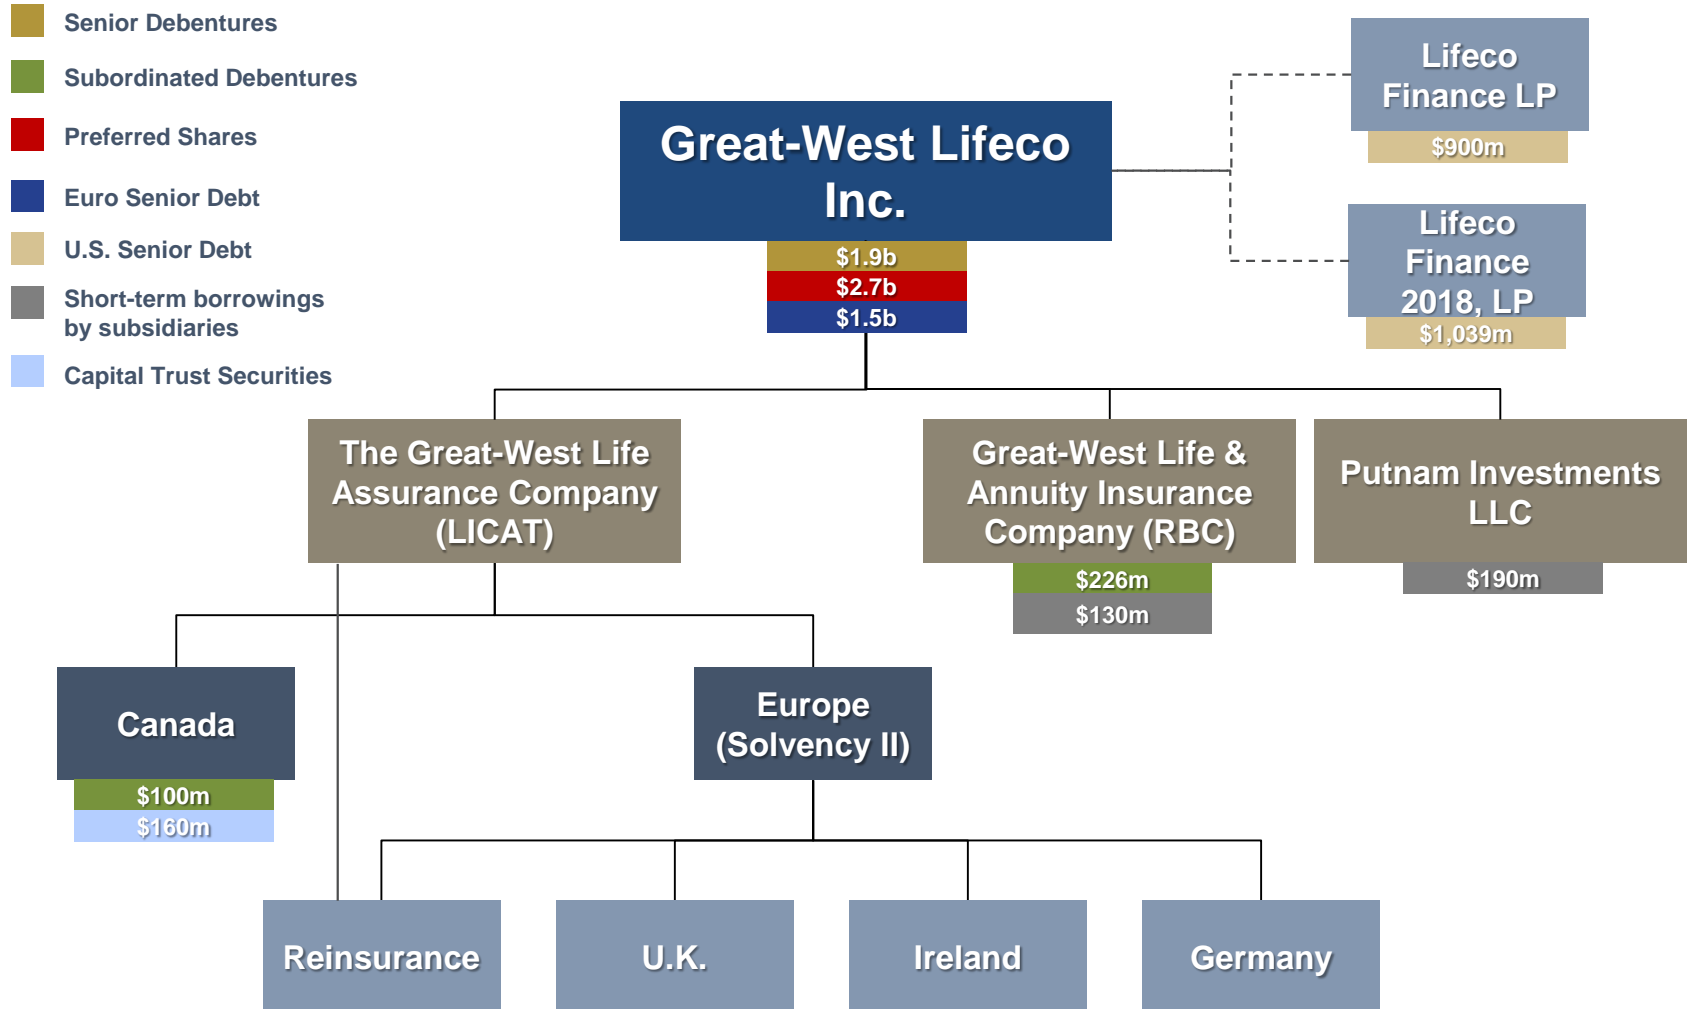 Senior Debentures
Subordinated Debentures
Preferred Shares
Euro Senior Debt
U.S. Senior Debt
Short-term borrowings
by subsidiaries
Capital Trust Securities
Great-West Lifeco
Inc.
$1.9b
$2.7b
$1.5b
Lifeco
Finance LP
$900m
Lifeco
Finance
2018, LP
$1,039m
The Great-West Life
Assurance Company
(LICAT)
Great-West Life &
Annuity Insurance
Company (RBC)
$226m
$130m
Putnam Investments
LLC
$190m
Canada
$100m
$160m
Europe
(Solvency II)
Reinsurance
U.K.
Ireland
Germany